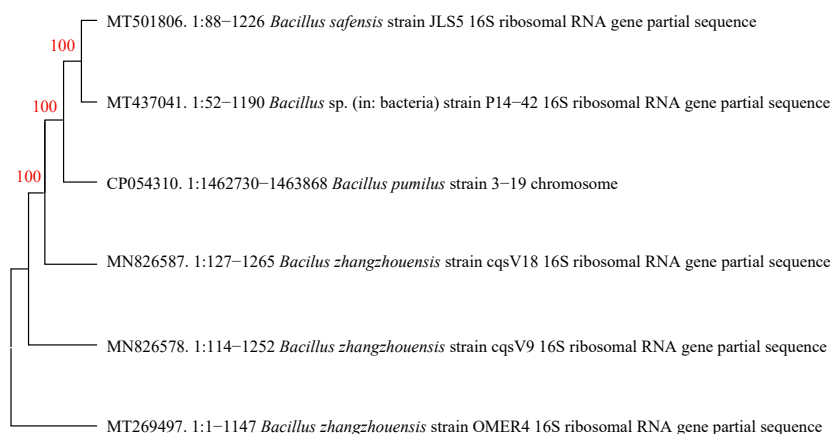 MT501806. 1:88−1226 Bacillus safensis strain JLS5 16S ribosomal RNA gene partial sequence
100
MT437041. 1:52−1190 Bacillus sp. (in: bacteria) strain P14−42 16S ribosomal RNA gene partial sequence
100
CP054310. 1:1462730−1463868 Bacillus pumilus strain 3−19 chromosome
100
MN826587. 1:127−1265 Bacilus zhangzhouensis strain cqsV18 16S ribosomal RNA gene partial sequence
MN826578. 1:114−1252 Bacillus zhangzhouensis strain cqsV9 16S ribosomal RNA gene partial sequence
MT269497. 1:1−1147 Bacillus zhangzhouensis strain OMER4 16S ribosomal RNA gene partial sequence